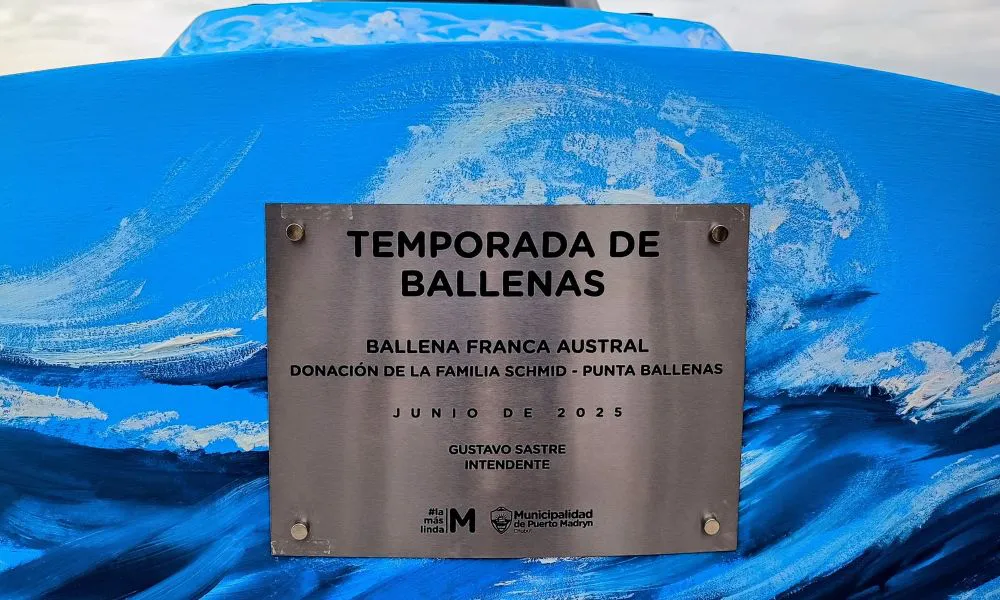 TEMPORADA DE
BALLENAS
BALLENA FRANCA AUSTRAL
DONACIÓN DE LA FAMILIA SCHMID - PUNTA BALLENAS
JUNIO DE 2025
GUSTAVO SASTRE
INTENDENTE
#la
más
linda
M
Municipalidad
de Puerto Madryn
Chubut